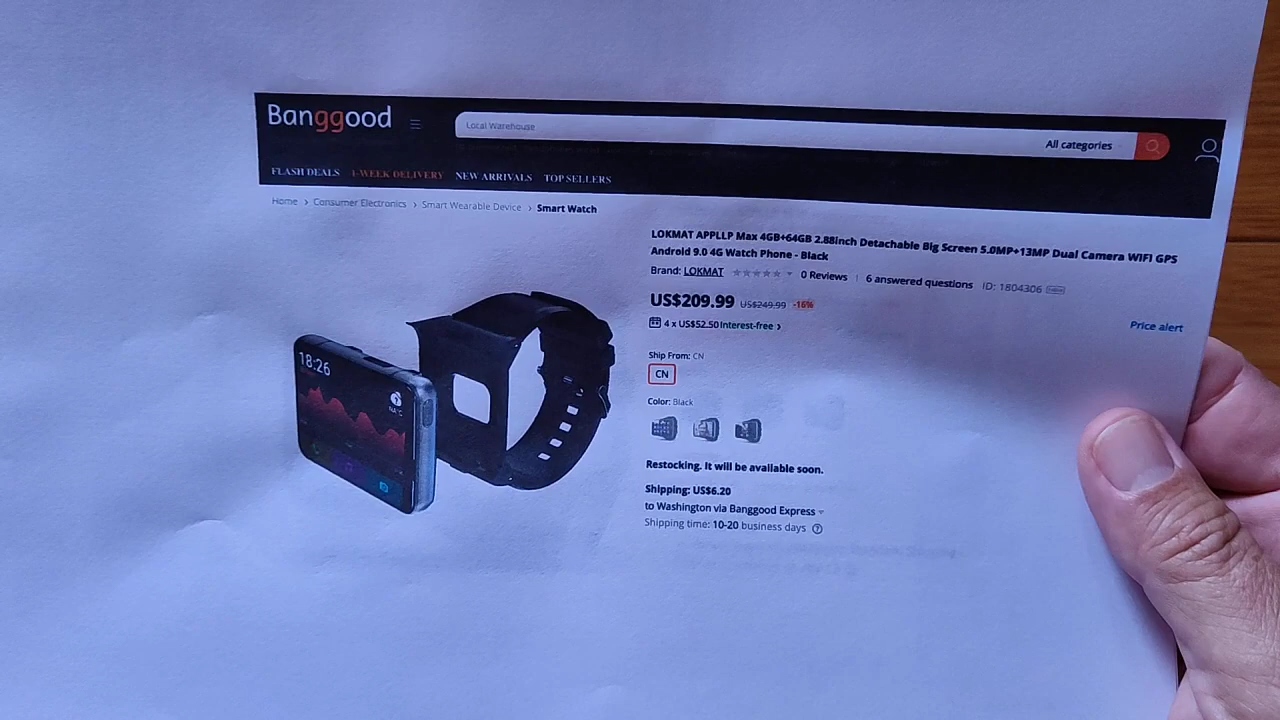 Banggood
Local Warehouse
All categories
FLASH DEALS 1-WEEK DELIVERY NEW ARRIVALS TOP SELLERS
Home > Consumer Electronics > Smart Wearable Device > Smart Watch
LOKMAT APPLLP Max 4GB+64GB 2.88inch Detachable Big Screen 5.0MP+13MP Dual Camera WIFI GPS
Android 9.0 4G Watch Phone - Black
Brand: LOKMAT 0 Reviews 6 answered questions ID: 1804306
US$209.99 US$249.99 -16%
4 x US$52.50 Interest-free >
Price alert
Ship From: CN
CN
Color: Black
Restocking. It will be available soon.
Shipping: US$6.20
to Washington via Banggood Express
Shipping time: 10-20 business days
18:26